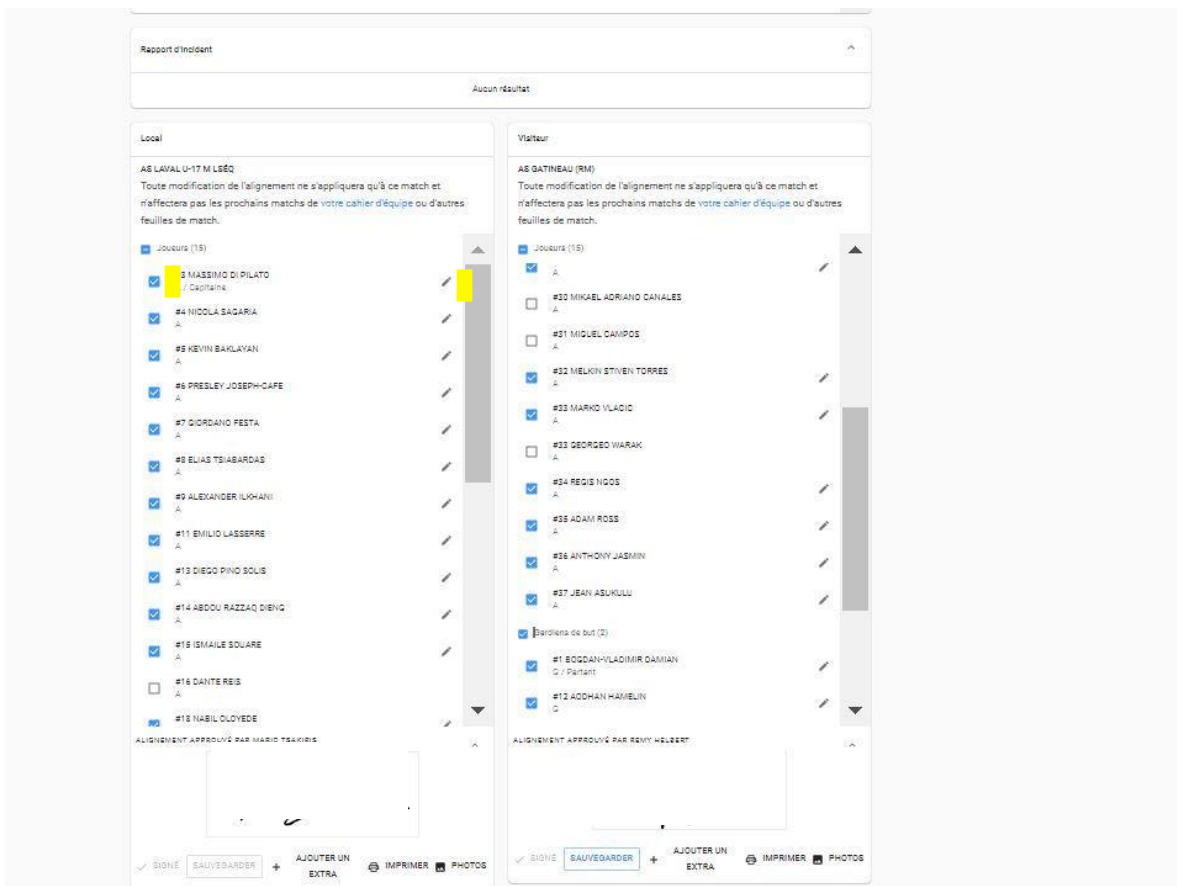 Rapport d'Incident
Aucun résultat
Local
AS LAVAL U-17 M LSÉQ
Toute modification de l'alignement ne s'appliquera qu'à ce match et
n'affectera pas les prochains matchs de votre cahier d'équipe ou d'autres
feuilles de match.
Joueurs (15)
3 MASSIMO DI PILATO
/ Capitaine
#4 NICOLA SAGARIA
A
#5 KEVIN BAKLAYAN
A
#6 PRESLEY JOSEPH-CAFE
A
#7 GIORDANO FESTA
A
#8 ELIAS TSIABARDAS
A
#9 ALEXANDER ILKHANI
A
#11 EMILIO LASSERRE
A
#13 DIEGO PINO SOLIS
A
#14 ABDOU RAZZAQ DIENG
A
#15 ISMAILE SOUARE
A
#16 DANTE REIS
A
#18 NABIL OLOYEDE
ALIGNEMENT APPROUVÉ PAR MARIO TSAKIRIS
SIGNÉ
SAUVEGARDER
+ AJOUTER UN
EXTRA
IMPRIMER
PHOTOS
Visiteur
AS GATINEAU (RM)
Toute modification de l'alignement ne s'appliquera qu'à ce match et
n'affectera pas les prochains matchs de votre cahier d'équipe ou d'autres
feuilles de match.
Joueurs (15)
A
#30 MIKAEL ADRIANO CANALES
A
#31 MIGUEL CAMPOS
A
#32 MELKIN STIVEN TORRES
A
#33 MARKO VLACIC
A
#33 GEORGEO WARAK
A
#34 REGIS NGOS
A
#35 ADAM ROSS
A
#36 ANTHONY JASMIN
A
#37 JEAN ASUKULU
A
Gardiens de but (2)
#1 BOGDAN-VLADIMIR DAMIAN
G / Partant
#12 AODHAN HAMELIN
G
ALIGNEMENT APPROUVÉ PAR REMY HELBERT
SIGNÉ
SAUVEGARDER
+ AJOUTER UN
EXTRA
IMPRIMER
PHOTOS